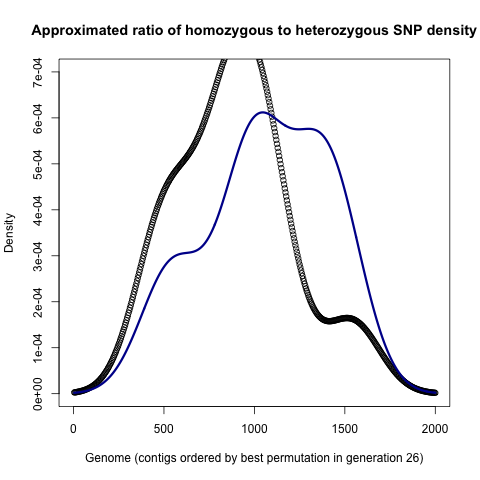 Approximated ratio of homozygous to heterozygous SNP density
7e-04
6e-04
5e-04
4e-04
3e-04
2e-04
1e-04
0e+00
Density
0 500 1000 1500 2000
Genome (contigs ordered by best permutation in generation 26)